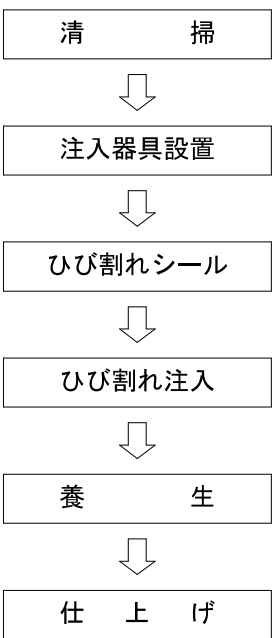 清掃
注入器具設置
ひび割れシール
ひび割れ注入
養生
仕上げ